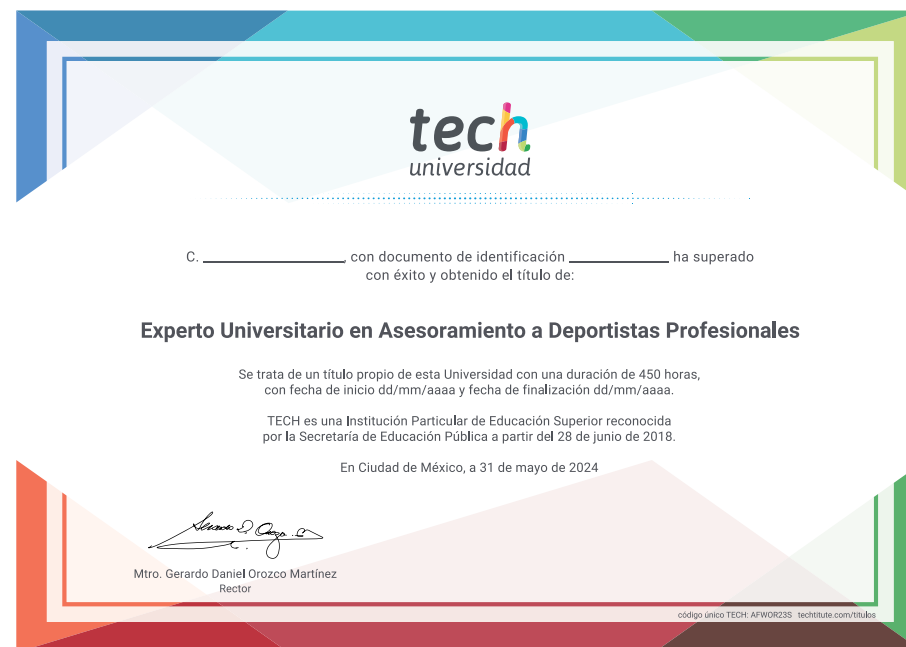 tech
universidad
C. ____________, con documento de identificación ____________ ha superado
con éxito y obtenido el título de:
Experto Universitario en Asesoramiento a Deportistas Profesionales
Se trata de un título propio de esta Universidad con una duración de 450 horas,
con fecha de inicio dd/mm/aaaa y fecha de finalización dd/mm/aaaa.
TECH es una Institución Particular de Educación Superior reconocida
por la Secretaría de Educación Pública a partir del 28 de junio de 2018.
En Ciudad de México, a 31 de mayo de 2024
Mtro. Gerardo Daniel Orozco Martínez
Rector
código único TECH: AFWOR23S techtitute.com/titulos